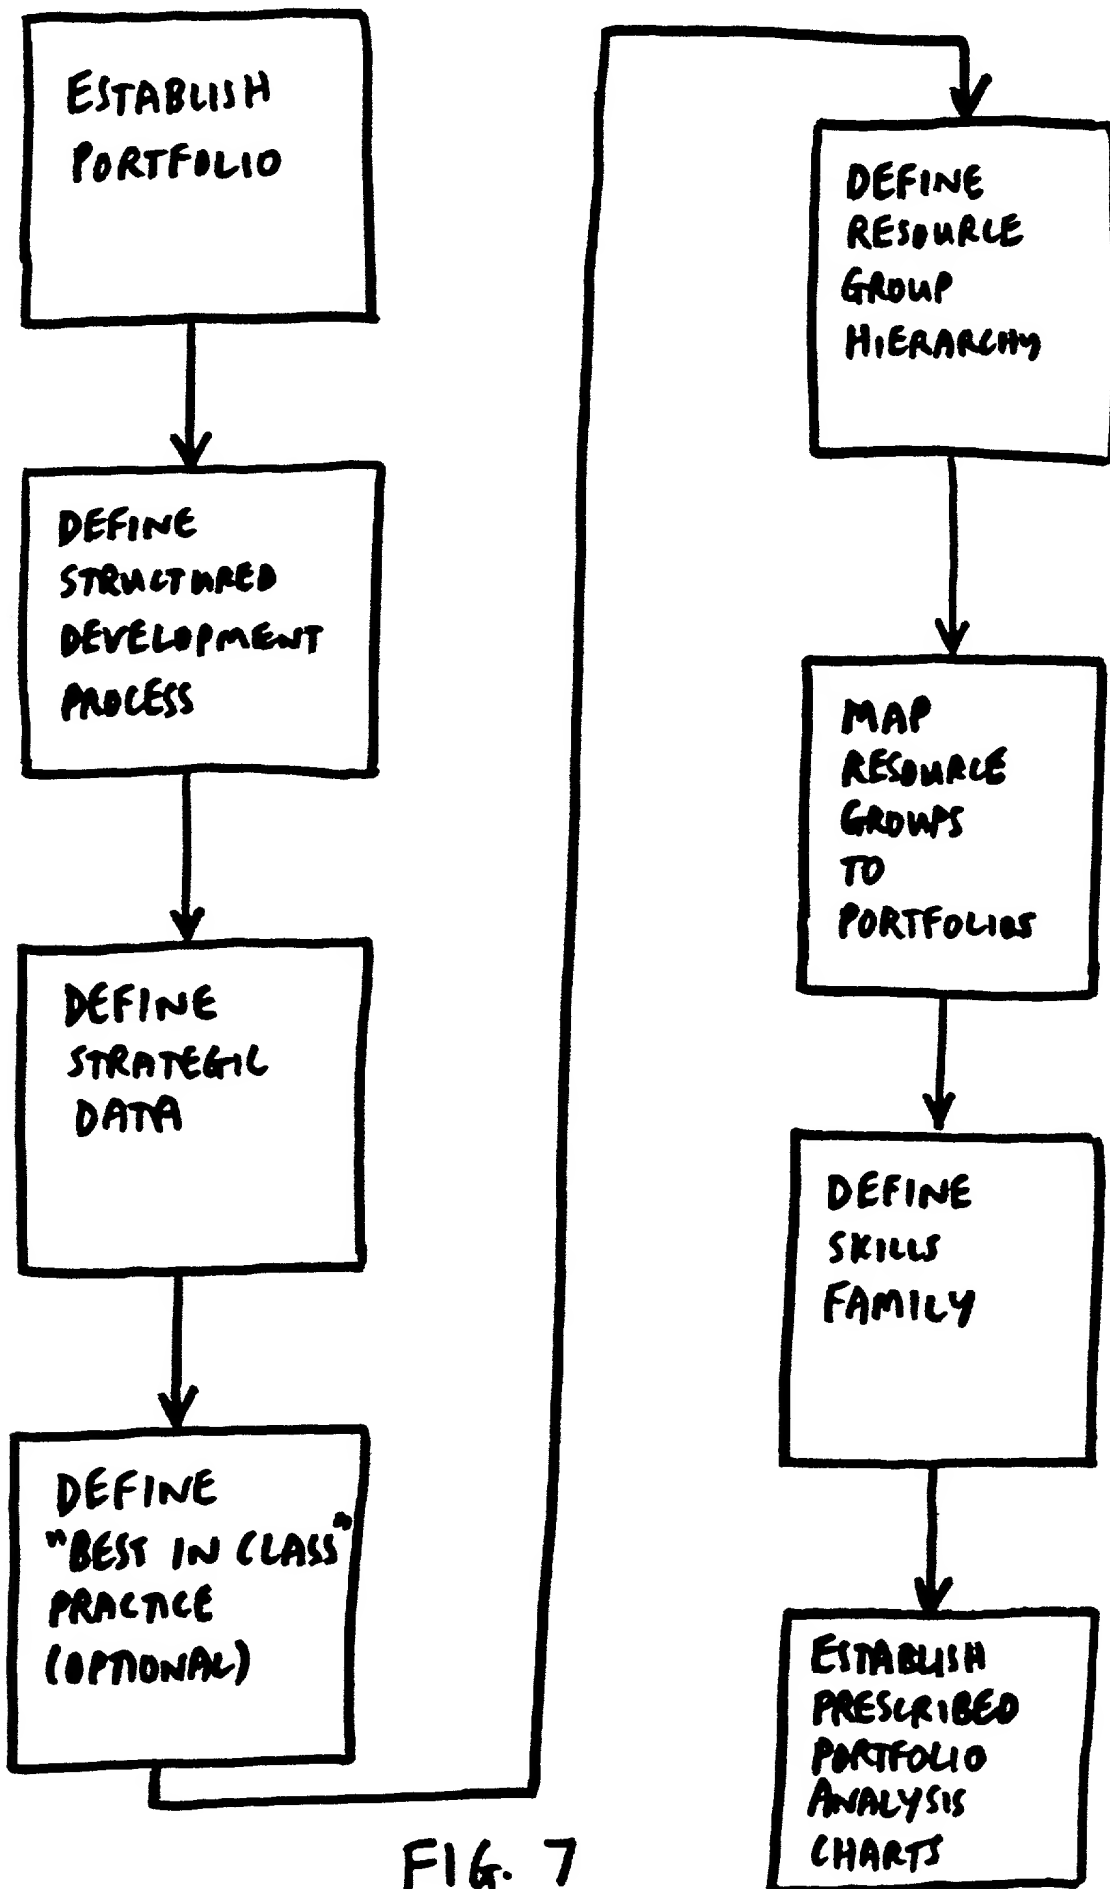 ESTABLISH
PORTFOLIO
DEFINE
STRUCTURED
DEVELOPMENT
PROCESS
DEFINE
STRATEGIC
DATA
DEFINE
"BEST IN CLASS"
PRACTICE
(OPTIONAL)
DEFINE
RESOURCE
GROUP
HIERARCHY
MAP
RESOURCE
GROUPS
TO
PORTFOLIOS
DEFINE
SKILLS
FAMILY
ESTABLISH
PRESCRIBED
PORTFOLIO
ANALYSIS
CHARTS
FIG. 7